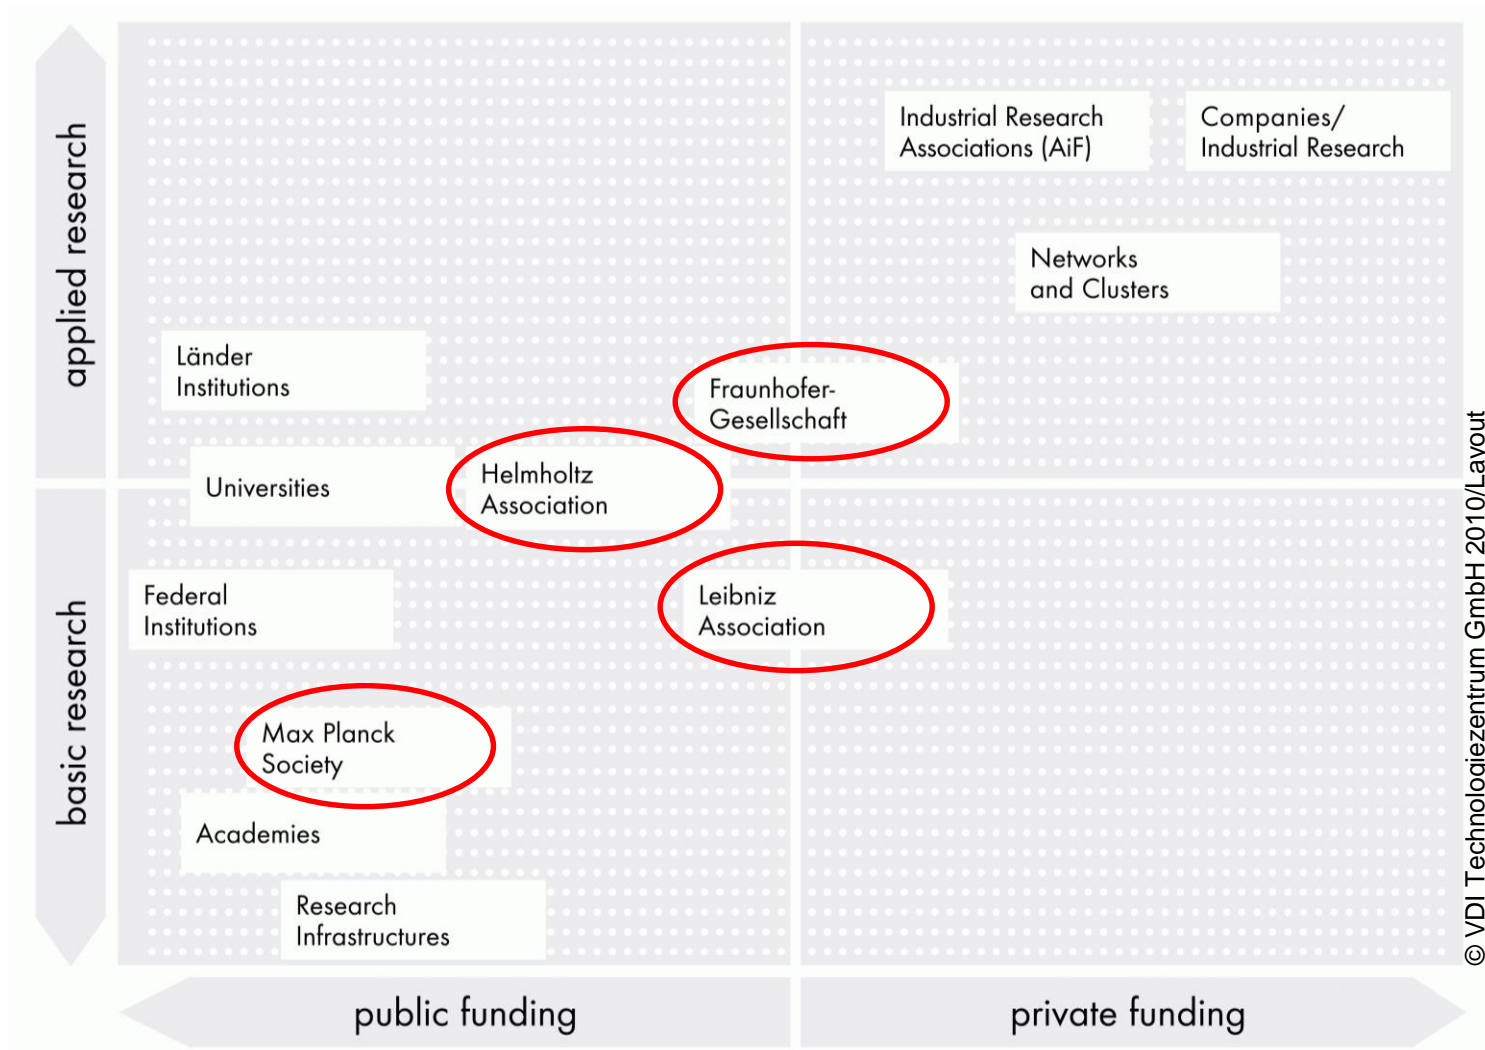 applied research
basic research
Industrial Research
Associations (AiF)
Companies/
Industrial Research
Networks
and Clusters
Länder
Institutions
Fraunhofer-
Gesellschaft
Universities
Helmholtz
Association
Federal
Institutions
Leibniz
Association
Max Planck
Society
Academies
Research
Infrastructures
public funding
private funding
© VDI Technologiezentrum GmbH 2010/Layout